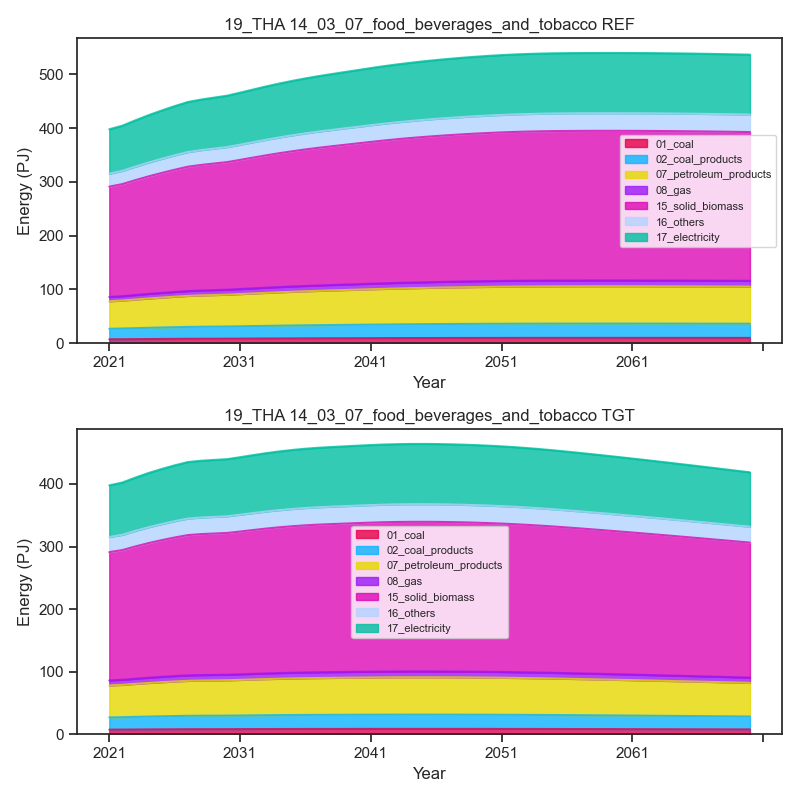 19_THA 14_03_07_food_beverages_and_tobacco REF
Energy (PJ)
500
400
300
200
100
0
01_coal
02_coal_products
07_petroleum_products
08_gas
15_solid_biomass
16_others
17_electricity
2021 2031 2041 2051 2061
Year
19_THA 14_03_07_food_beverages_and_tobacco TGT
Energy (PJ)
400
300
200
100
0
01_coal
02_coal_products
07_petroleum_products
08_gas
15_solid_biomass
16_others
17_electricity
2021 2031 2041 2051 2061
Year